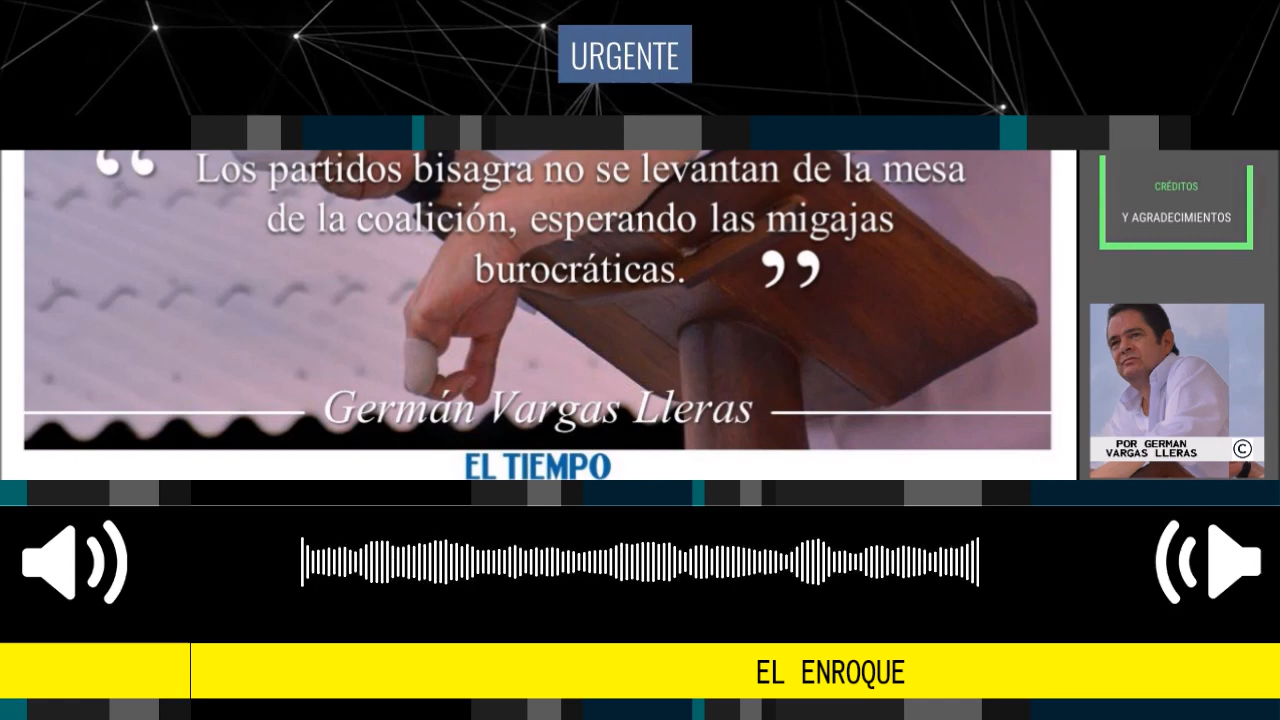 URGENTE
“ Los partidos bisagra no se levantan de la mesa
de la coalición, esperando las migajas
burocráticas. ”
Germán Vargas Lleras
EL TIEMPO
CRÉDITOS
Y AGRADECIMIENTOS
POR GERMAN
VARGAS LLERAS
©
EL ENROQUE